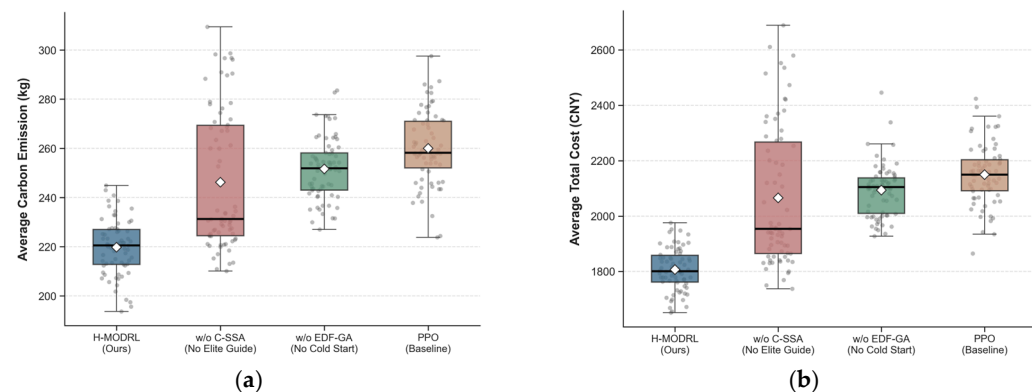 Average Carbon Emission (kg)
300
280
260
240
220
200
H-MODRL
(Ours)
w/o C-SSA
(No Elite Guide)
w/o EDF-GA
(No Cold Start)
PPO
(Baseline)
(a)
Average Total Cost (CNY)
2600
2400
2200
2000
1800
H-MODRL
(Ours)
w/o C-SSA
(No Elite Guide)
w/o EDF-GA
(No Cold Start)
PPO
(Baseline)
(b)